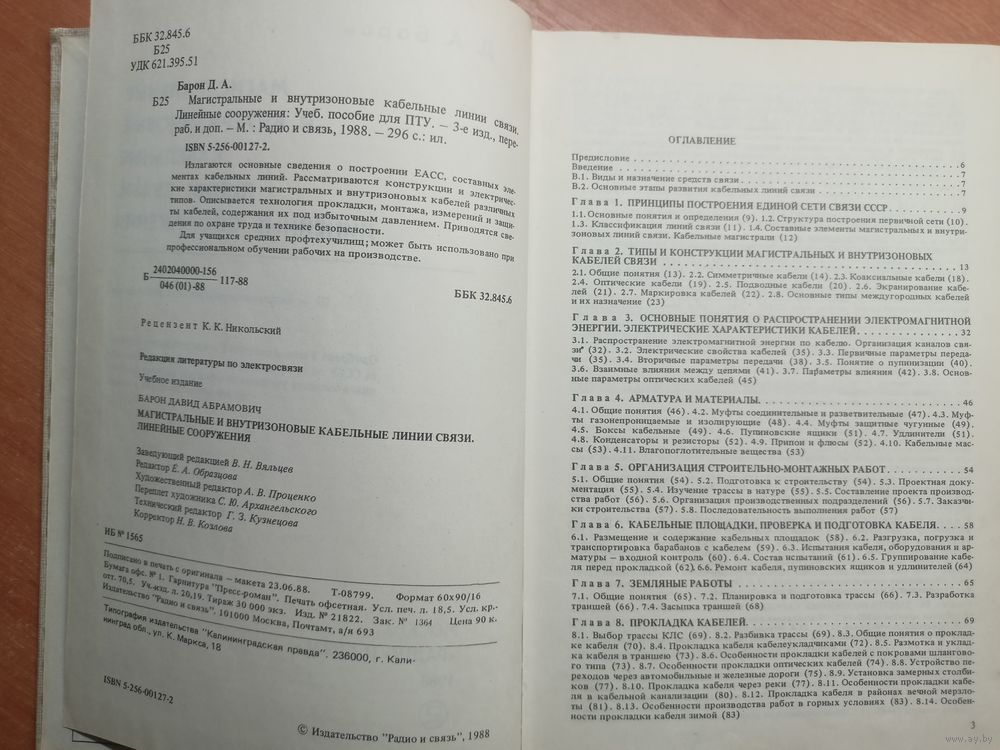 ББК 32.845.6
Б25
УДК 621.395.51
Барон Д. А.
Б25 Магистральные и внутризоновые кабельные линии связи.
Линейные сооружения: Учеб. пособие для ПТУ. – 3-е изд., пере-
раб. и доп. – М. : Радио и связь, 1988. – 296 с.: ил.
ISBN 5-256-00127-2.
Излагаются основные сведения о построении ЕАСС, составных эле-
ментах кабельных линий. Рассматриваются конструкции и электричес-
кие характеристики магистральных и внутризоновых кабелей различных
типов. Описывается технология прокладки, монтажа, измерений и защи-
ты кабелей, содержания их под избыточным давлением. Приводятся све-
дения по охране труда и технике безопасности.
Для учащихся средних профтехучилищ; может быть использовано при
профессиональном обучении рабочих на производстве.
Б 2402040000-156 117-88
046 (01)-88
ББК 32.845.6
Рецензент К. К. Никольский
Редакция литературы по электросвязи
Учебное издание
БАРОН ДАВИД АБРАМОВИЧ
МАГИСТРАЛЬНЫЕ И ВНУТРИЗОНОВЫЕ КАБЕЛЬНЫЕ ЛИНИИ СВЯЗИ.
ЛИНЕЙНЫЕ СООРУЖЕНИЯ
Заведующий редакцией В. Н. Вяльцев
Редактор Е. А. Образцова
Художественный редактор А. В. Проценко
Переплет художника С. Ю. Архангельского
Технический редактор Г. З. Кузнецова
Корректор Н. В. Козлова
ИБ № 1565
Подписано в печать с оригинала – макета 23.06.88. Т-08799. Формат 60х90/16
Бумага офс. № 1. Гарнитура "Пресс-роман". Печать офсетная. Усл. печ. л. 18,5. Усл. кр.-
отт. 70,5. Уч.-изд. л. 20,19. Тираж 30 000 экз. Изд. № 21822. Зак. № 1364 Цена 90 к.
Издательство "Радио и связь", 101000 Москва, Почтамт, а/я 693
Типография издательства "Калининградская правда", 236000, г. Кали-
нинград обл., ул. К. Маркса, 18
ISBN 5-256-00127-2
© Издательство "Радио и связь", 1988
ОГЛАВЛЕНИЕ
Предисловие . . . 6
Введение . . . 7
В.1. Виды и назначение средств связи . . . 7
В.2. Основные этапы развития кабельных линий связи . . . 7
Глава 1. ПРИНЦИПЫ ПОСТРОЕНИЯ ЕДИНОЙ СЕТИ СВЯЗИ СССР . . . 9
1.1. Основные понятия и определения (9). 1.2. Структура построения первичной сети (10).
1.3. Классификация линий связи (11). 1.4. Составные элементы магистральных и внутри-
зоновых линий связи. Кабельные магистрали (12)
Глава 2. ТИПЫ И КОНСТРУКЦИИ МАГИСТРАЛЬНЫХ И ВНУТРИЗОНОВЫХ
КАБЕЛЕЙ СВЯЗИ . . . 13
2.1. Общие понятия (13). 2.2. Симметричные кабели (14). 2.3. Коаксиальные кабели (18).
2.4. Оптические кабели (19). 2.5. Подводные кабели (20). 2.6. Экранирование кабе-
лей (21). 2.7. Маркировка кабелей (22). 2.8. Основные типы междугородных кабелей
и их назначение (23)
Глава 3. ОСНОВНЫЕ ПОНЯТИЯ О РАСПРОСТРАНЕНИИ ЭЛЕКТРОМАГНИТНОЙ
ЭНЕРГИИ. ЭЛЕКТРИЧЕСКИЕ ХАРАКТЕРИСТИКИ КАБЕЛЕЙ . . . 32
3.1. Распространение электромагнитной энергии по кабелю. Организация каналов свя-
зи (32). 3.2. Электрические свойства кабелей (35). 3.3. Первичные параметры переда-
чи (35). 3.4. Вторичные параметры передачи (38). 3.5. Понятие о пупинизации (40).
3.6. Взаимные влияния между цепями (41). 3.7. Параметры влияния (42). 3.8. Основ-
ные параметры оптических кабелей (45)
Глава 4. АРМАТУРА И МАТЕРИАЛЫ. . . . 46
4.1. Общие понятия (46). 4.2. Муфты соединительные и разветвительные (47). 4.3. Муф-
ты газонепроницаемые и изолирующие (48). 4.4. Муфты защитные чугунные (49).
4.5. Боксы кабельные (49). 4.6. Пупиновские ящики (51). 4.7. Удлинители (51).
4.8. Конденсаторы и резисторы (52). 4.9. Припои и флюсы (52). 4.10. Кабельные мас-
сы (53). 4.11. Влагопоглотительные вещества (53)
Глава 5. ОРГАНИЗАЦИЯ СТРОИТЕЛЬНО-МОНТАЖНЫХ РАБОТ . . . 54
5.1. Общие понятия (54). 5.2. Подготовка к строительству (54). 5.3. Проектная до-
кументация (55). 5.4. Изучение трассы в натуре (55). 5.5. Составление проекта производс-
тва работ (56). 5.6. Организация производственных подразделений (56). 5.7. Заказчи-
ки строительства (57). 5.8. Последовательность выполнения работ (57)
Глава 6. КАБЕЛЬНЫЕ ПЛОЩАДКИ. ПРОВЕРКА И ПОДГОТОВКА КАБЕЛЯ. . . . 58
6.1. Размещение и содержание кабельных площадок (58). 6.2. Разгрузка, погрузка и
транспортировка барабанов с кабелем (59). 6.3. Испытания кабеля, оборудования и ар-
матуры – входной контроль (60). 6.4. Состав испытаний (61). 6.5. Группирование кабе-
ля перед прокладкой (62). 6.6. Ремонт кабеля, пупиновских ящиков и удлинителей (64)
Глава 7. ЗЕМЛЯНЫЕ РАБОТЫ . . . 65
7.1. Общие понятия (65). 7.2. Планировка и подготовка трассы (66). 7.3. Разработка
траншей (66). 7.4. Засыпка траншей (68)
Глава 8. ПРОКЛАДКА КАБЕЛЕЙ. . . . 69
8.1. Выбор трассы КЛС (69). 8.2. Разбивка трассы (69). 8.3. Общие понятия о проклад-
ке кабеля (70). 8.4. Прокладка кабеля кабелеукладчиками (72). 8.5. Размотка и уклад-
ка кабеля в траншею (73). 8.6. Особенности прокладки кабелей с покровами шлангово-
го типа (73). 8.7. Особенности прокладки оптических кабелей (74). 8.8. Устройство пе-
реходов через автомобильные и железные дороги (75). 8.9. Установка замерных столби-
ков (77). 8.10. Прокладка кабеля через реки (77). 8.11. Особенности прокладки кабе-
ля в кабельной канализации (80). 8.12. Прокладка кабеля в районах вечной мерзло-
ты (81). 8.13. Особенности производства работ в горных условиях (83). 8.14. Особен-
ности прокладки кабеля зимой (83)
3
www.ay.by